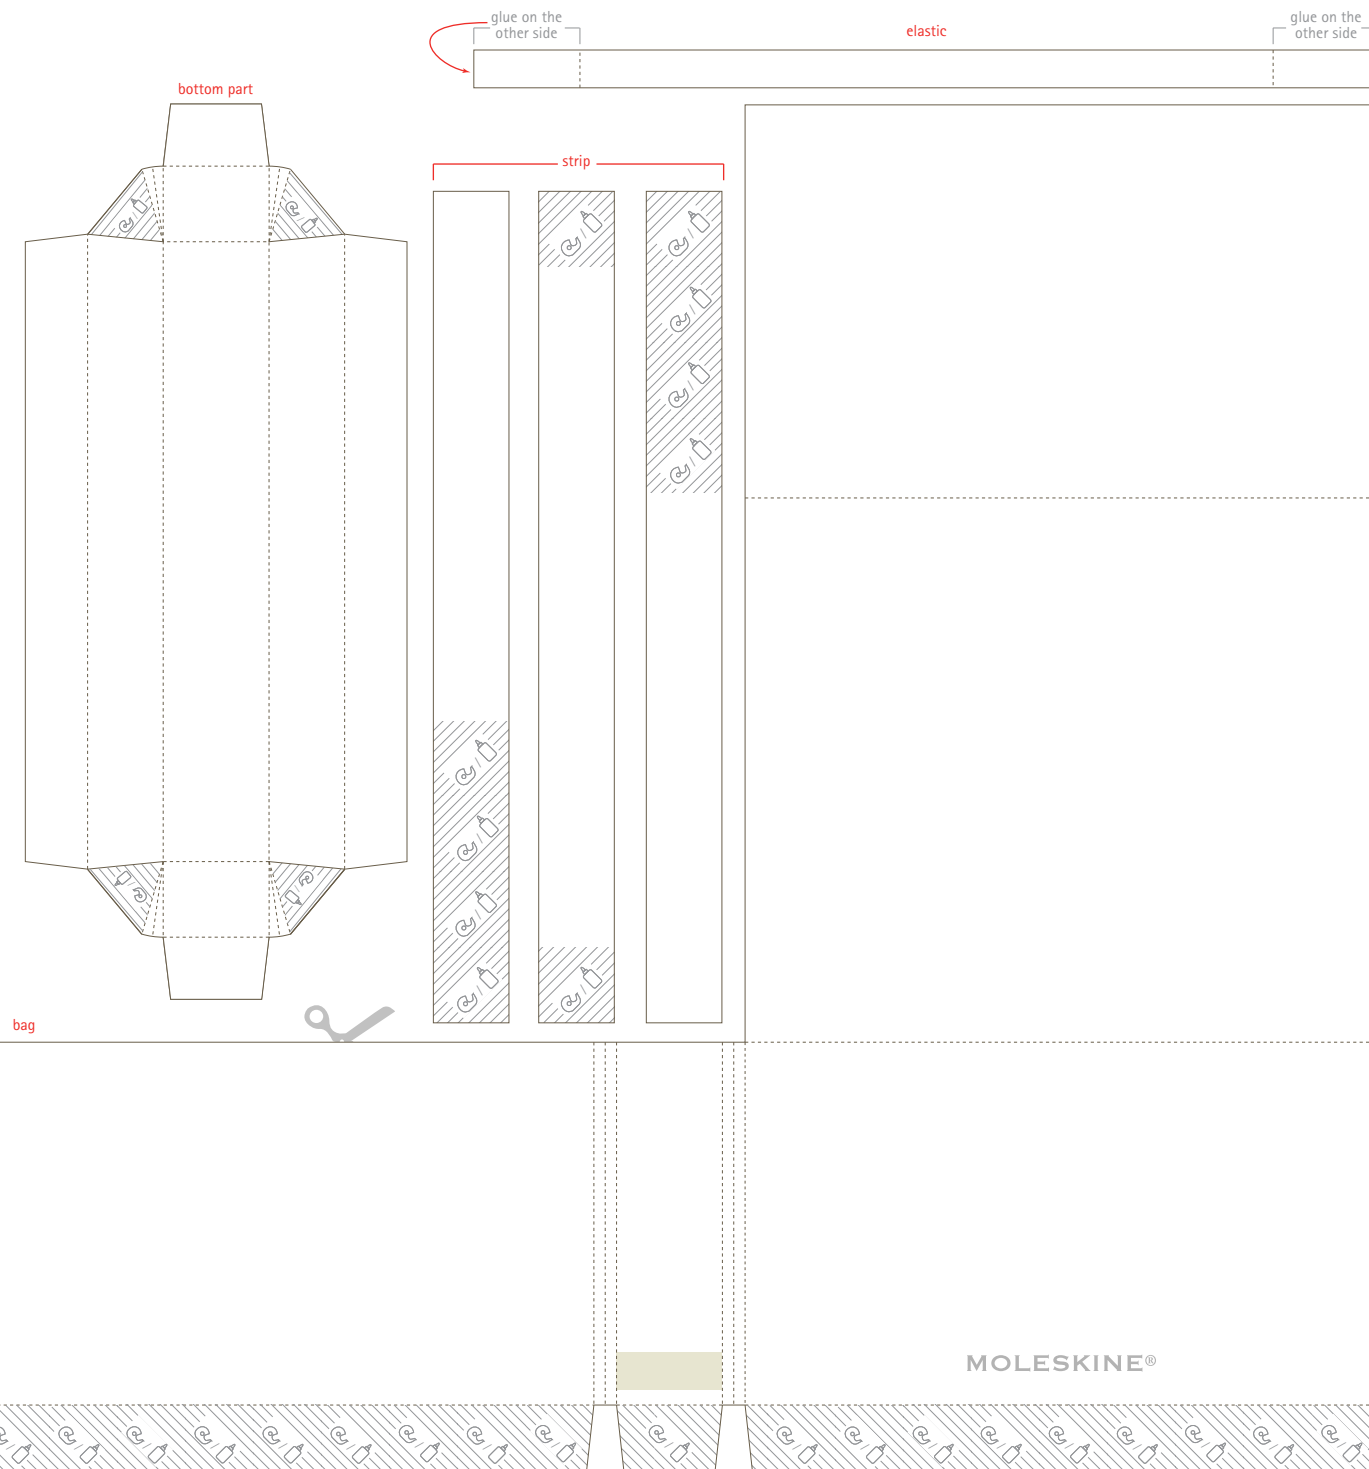 glue on the
other side
elastic
glue on the
other side
bottom part
strip
bag
MOLESKINE®